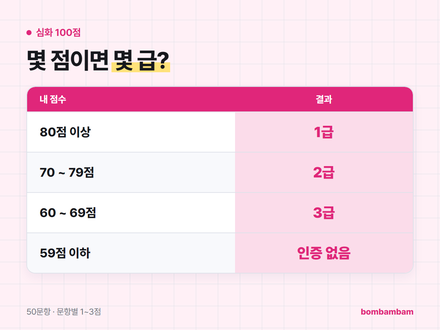 심화 100점
몇 점이면 몇 급?
내 점수 결과
80점 이상 1급
70 ~ 79점 2급
60 ~ 69점 3급
59점 이하 인증 없음
50문항 · 문항별 1~3점 bombambam